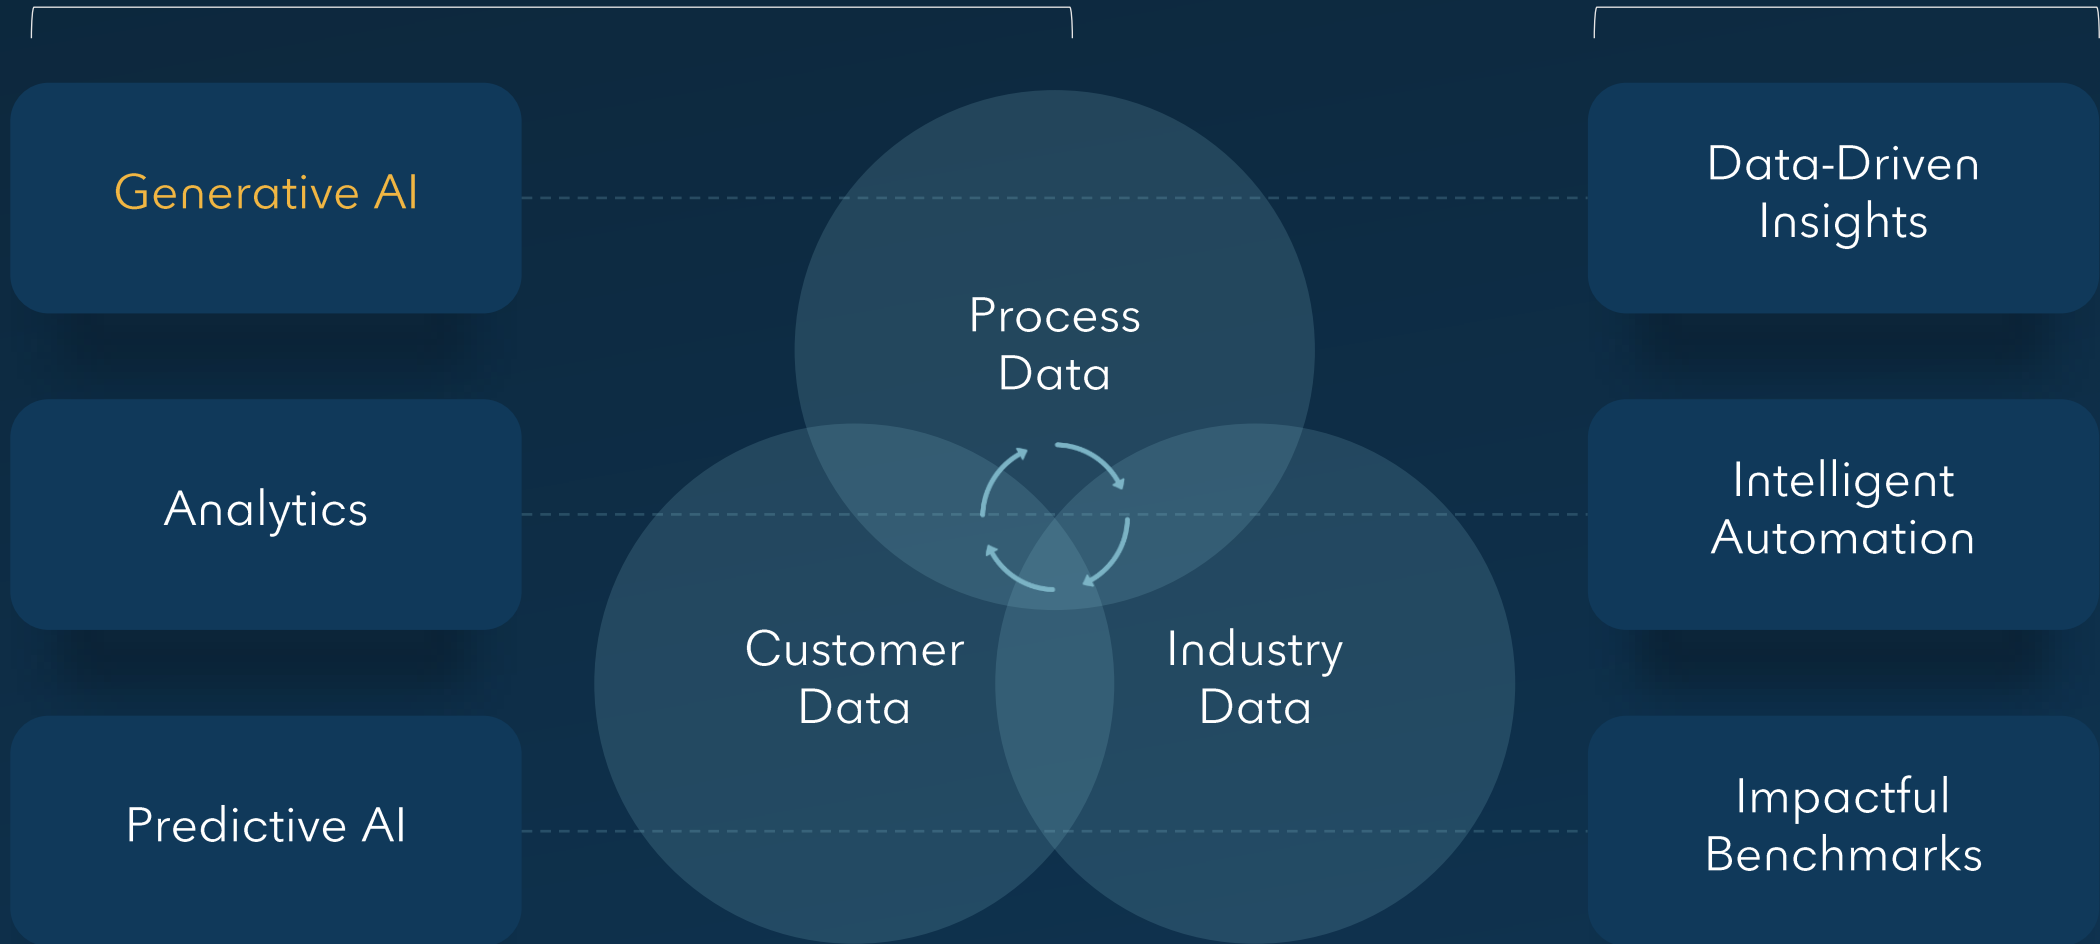 Generative AI
Analytics
Predictive AI
Process
Data
Customer
Data
Industry
Data
Data-Driven
Insights
Intelligent
Automation
Impactful
Benchmarks